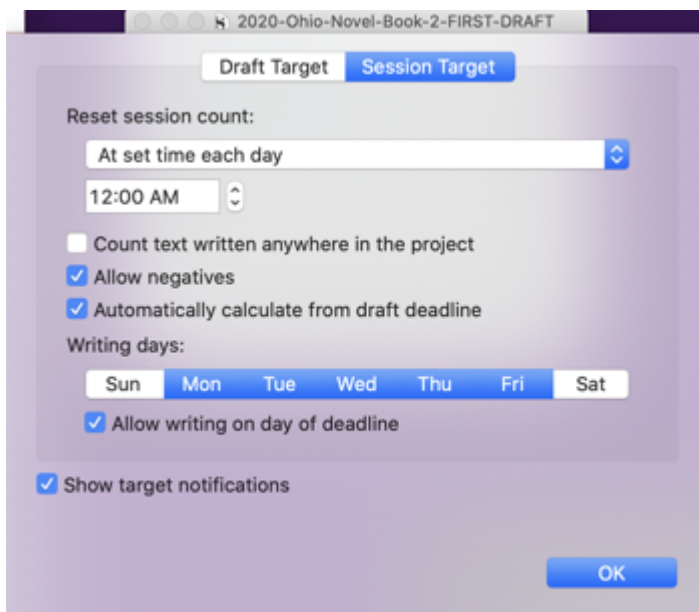 2020-Ohio-Novel-Book-2-FIRST-DRAFT
Draft Target Session Target
Reset session count:
At set time each day
12:00 AM
Count text written anywhere in the project
Allow negatives
Automatically calculate from draft deadline
Writing days:
Sun Mon Tue Wed Thu Fri Sat
Allow writing on day of deadline
Show target notifications
OK